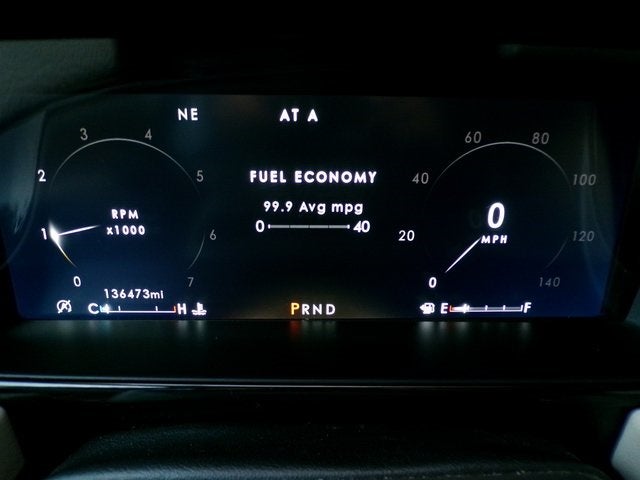 NE AT A
3 4 60 80
2 5 40 100
FUEL ECONOMY
99.9 Avg mpg
RPM 0
x1000 MPH
0 40
1 6 20 120
0 7 0 140
136473mi
C H PRND E F